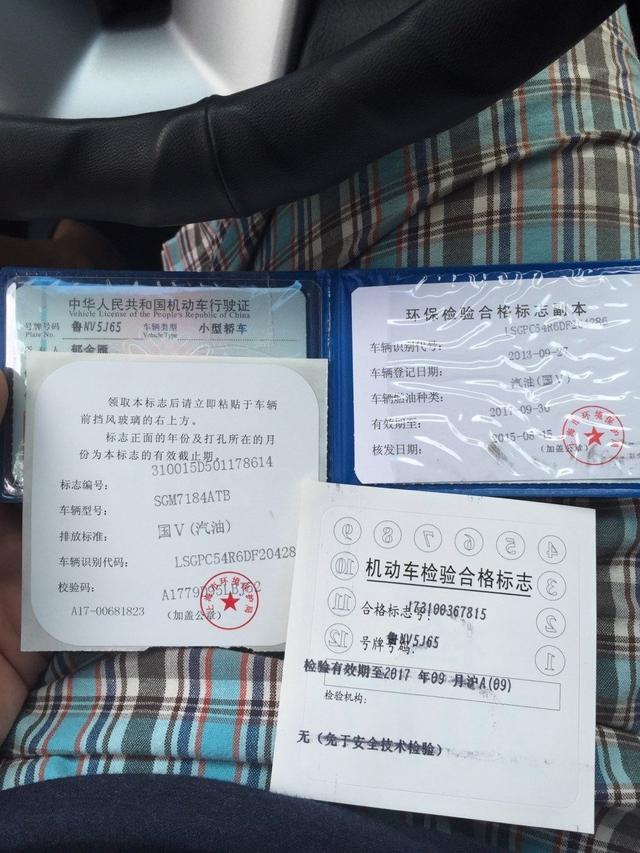 中华人民共和国机动车行驶证
Vehicle License of the People's Republic of China
号牌号码 鲁NV5J65 车辆类型 小型轿车
Plate No. Vehicle Type
环保检验合格标志副本
LSGPC54R6DF204286
车辆识别代号:
2013-09-27
车辆登记日期:
汽油(国Ⅴ)
车辆燃油种类:
2017-09-30
有效期至:
2015-08-15
核发日期:
(加盖公章)
领取本标志后请立即粘贴于车辆
前挡风玻璃的右上方。
标志正面的年份及打孔所在的月
份为本标志的有效截止期。
310015D501178614
标志编号:
SGM7184ATB
车辆型号:
国Ⅴ(汽油)
排放标准:
LSGPC54R6DF20428
车辆识别代码:
校验码:
A17-00681823 (加盖公章)
9 8 7 6 5 4
10 3
机动车检验合格标志
11 2
合格标志号: J73100367815
12 1
号牌号码: 鲁NV5J65
检验有效期至2017 年09 月沪A(09)
检验机构:
无(免于安全技术检验)